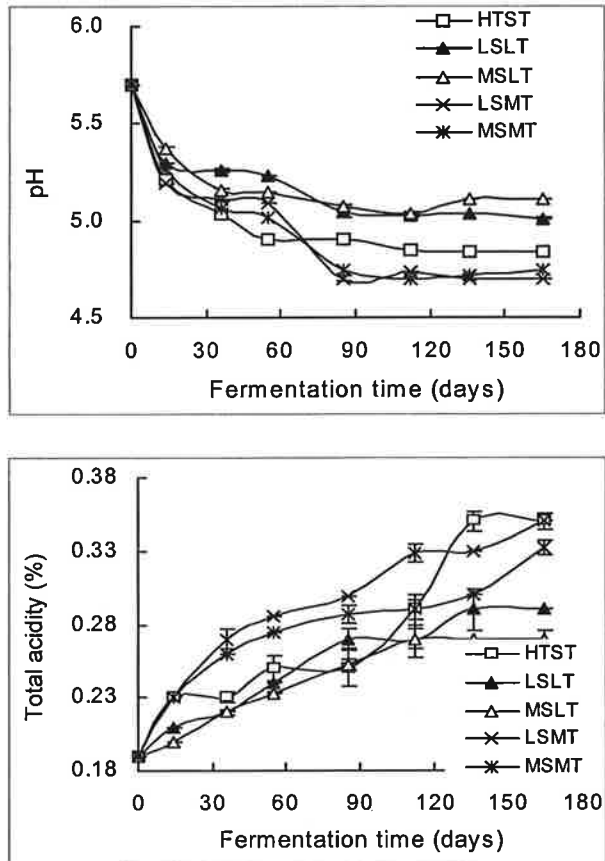 6.0
5.5
5.0
4.5
pH
HTST
LSLT
MSLT
LSMT
MSMT
0 30 60 90 120 150 180
Fermentation time (days)
0.38
0.33
0.28
0.23
0.18
Total acidity (%)
HTST
LSLT
MSLT
LSMT
MSMT
0 30 60 90 120 150 180
Fermentation time (days)